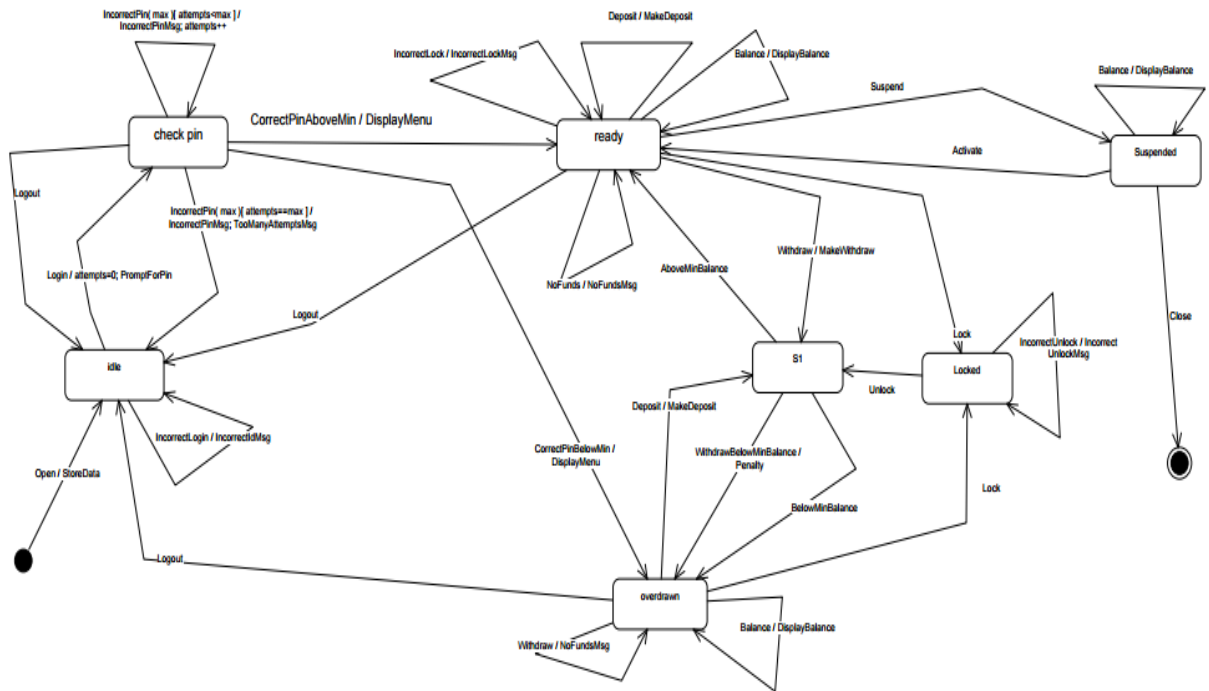 IncorrectPin( max )[ attempts<max ] /
IncorrectPinMsg; attempts++
Deposit / MakeDeposit
IncorrectLock / IncorrectLockMsg
Balance / DisplayBalance
Suspend
Balance / DisplayBalance
check pin
CorrectPinAboveMin / DisplayMenu
ready
Suspended
Activate
Logout
IncorrectPin( max )[ attempts==max ] /
IncorrectPinMsg; TooManyAttemptsMsg
Login / attempts=0; PromptForPin
NoFunds / NoFundsMsg
AboveMinBalance
Withdraw / MakeWithdraw
Logout
Close
Lock
IncorrectUnlock / Incorrect
UnlockMsg
idle
S1
Locked
Unlock
Deposit / MakeDeposit
IncorrectLogin / IncorrectIdMsg
CorrectPinBelowMin /
DisplayMenu
WithdrawBelowMinBalance /
Penalty
Open / StoreData
BelowMinBalance
Lock
Logout
overdrawn
Withdraw / NoFundsMsg
Balance / DisplayBalance